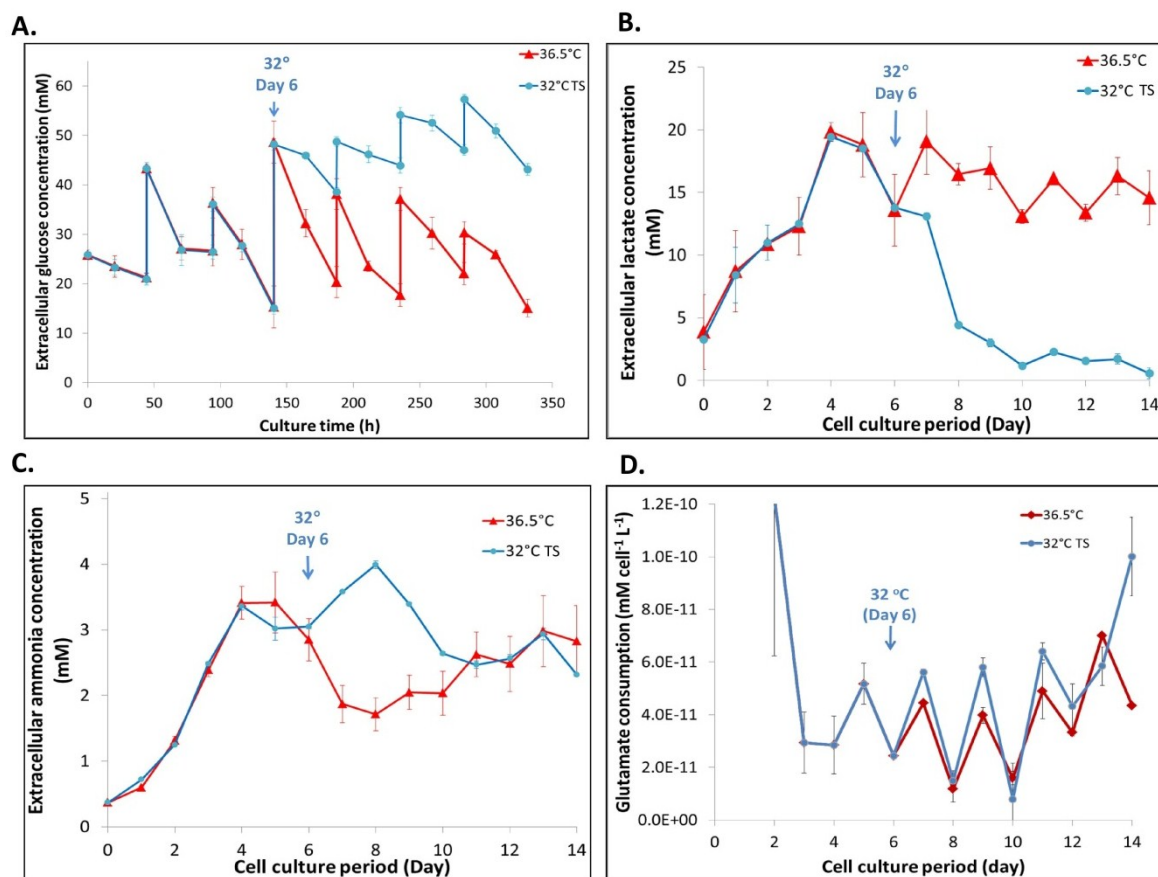 A.
Extracellular glucose concentration (mM)
60
50
40
30
20
10
0
32°
Day 6
36.5°C
32°C TS
0 50 100 150 200 250 300 350
Culture time (h)
B.
Extracellular lactate concentration
(mM)
25
20
15
10
5
0
32°
Day 6
36.5°C
32°C TS
0 2 4 6 8 10 12 14
Cell culture period (Day)
C.
Extracellular ammonia concentration
(mM)
5
4
3
2
1
0
32°
Day 6
36.5°C
32°C TS
0 2 4 6 8 10 12 14
Cell culture period (Day)
D.
Glutamate consumption (mM cell⁻¹ L⁻¹)
1.2E-10
1.0E-10
8.0E-11
6.0E-11
4.0E-11
2.0E-11
0.0E+00
32 °C
(Day 6)
36.5°C
32°C TS
0 2 4 6 8 10 12 14
Cell culture period (day)